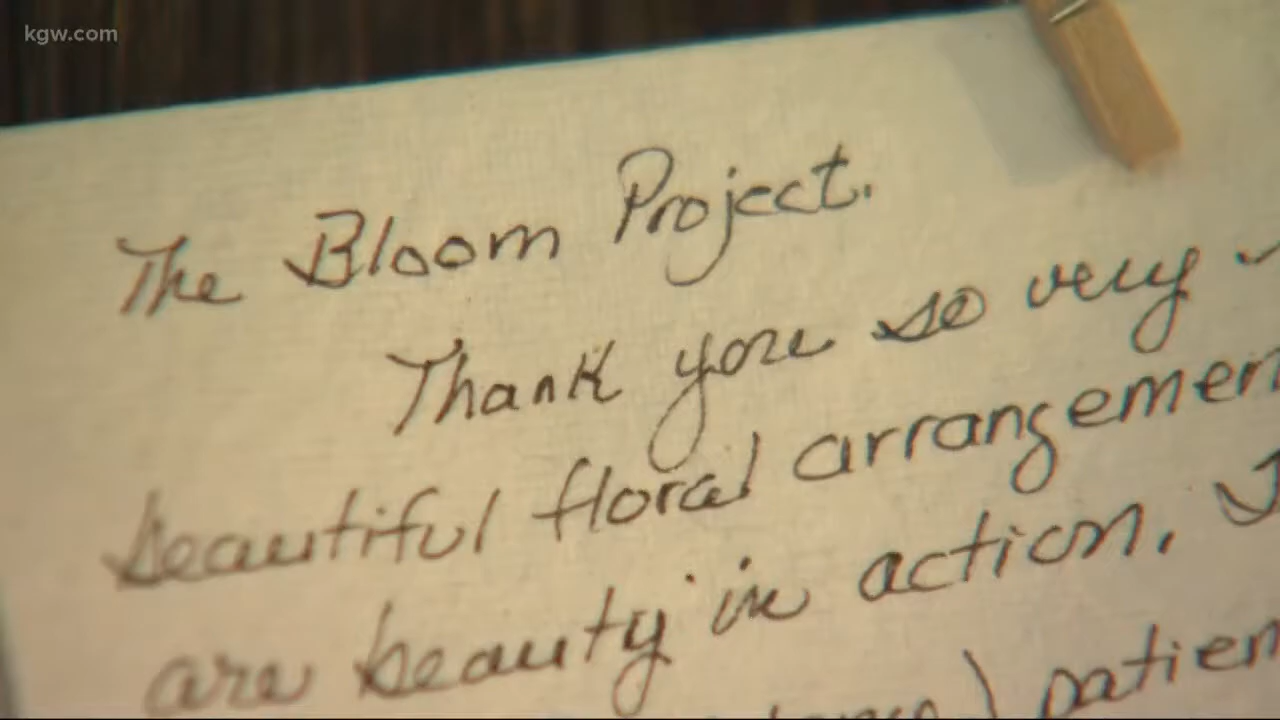 kgw.com
The Bloom Project.
Thank you so very
beautiful floral arrangemen
are beauty in action.
) patien